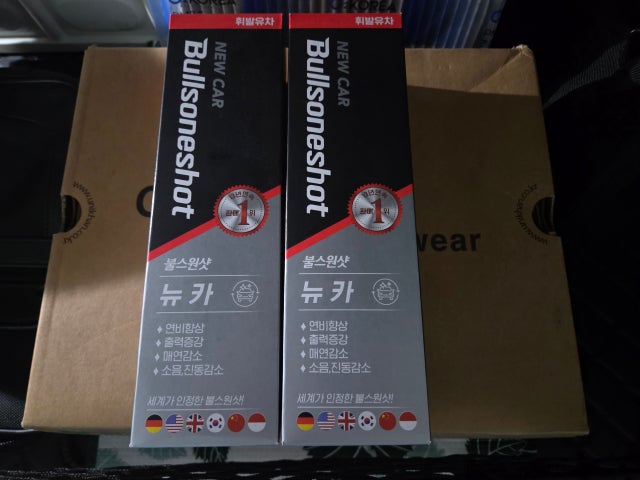 휘발유차
NEW CAR
Bullsoneshot
판매 1위
불스원샷
뉴 카
♦ 연비향상
♦ 출력증강
♦ 매연감소
♦ 소음,진동감소
세계가 인정한 불스원샷!
휘발유차
NEW CAR
Bullsoneshot
판매 1위
불스원샷
뉴 카
♦ 연비향상
♦ 출력증강
♦ 매연감소
♦ 소음,진동감소
세계가 인정한 불스원샷!
KOREA
wear